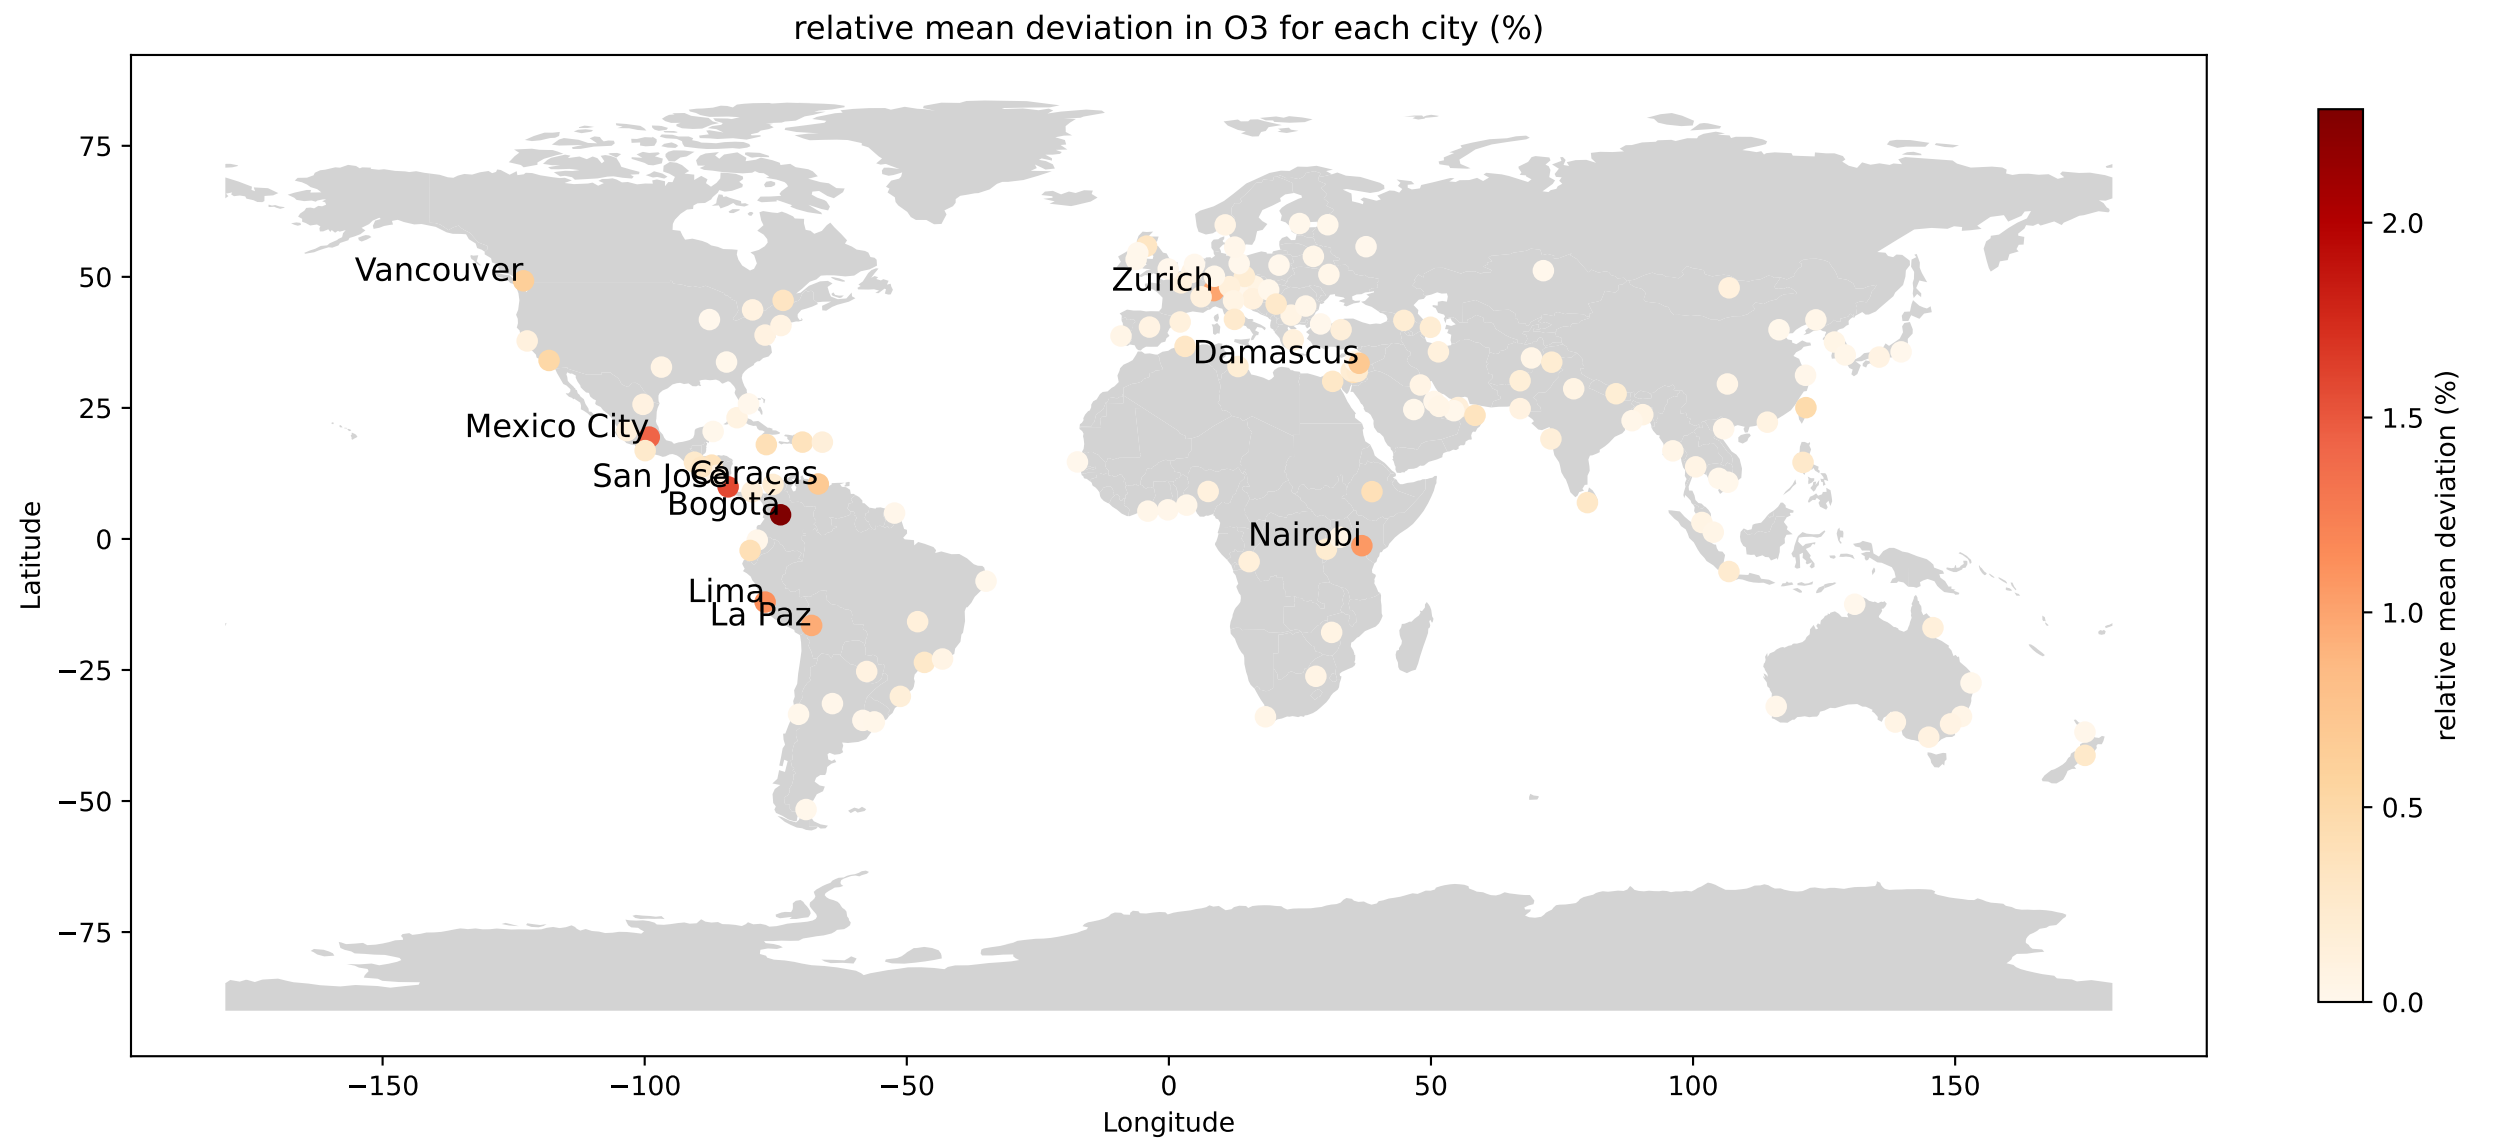 relative mean deviation in O3 for each city (%)
75
50
25
0
−25
−50
−75
Latitude
−150
−100
−50
0
50
100
150
Longitude
Vancouver
Zurich
Damascus
Mexico City
San José
Caracas
Bogotá
Nairobi
Lima
La Paz
2.0
1.5
1.0
0.5
0.0
relative mean deviation (%)